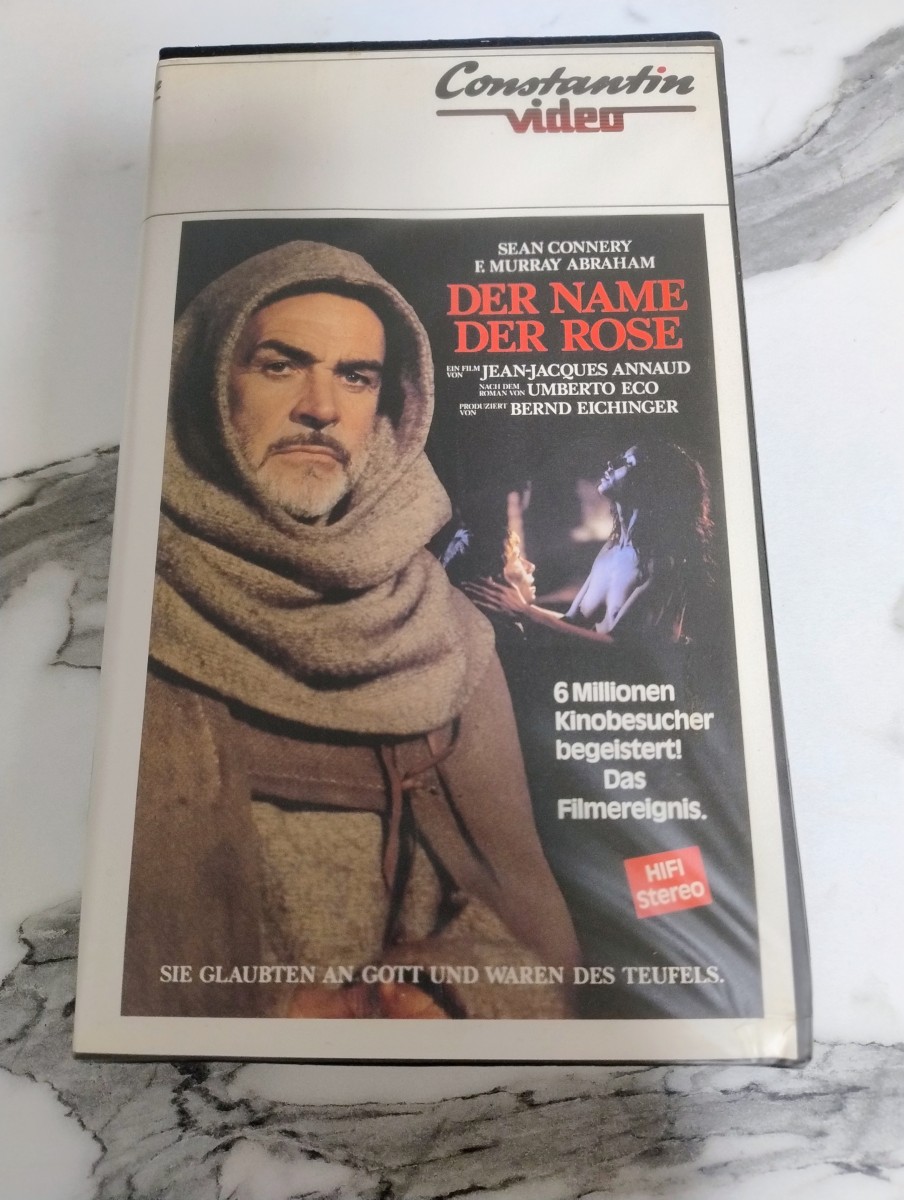 Constantin
video
SEAN CONNERY
F. MURRAY ABRAHAM
DER NAME
DER ROSE
EIN FILM VON JEAN-JACQUES ANNAUD
NACH DEM ROMAN VON UMBERTO ECO
PRODUZIERT VON BERND EICHINGER
6 Millionen
Kinobesucher
begeistert!
Das
Filmereignis.
HIFI
Stereo
SIE GLAUBTEN AN GOTT UND WAREN DES TEUFELS.